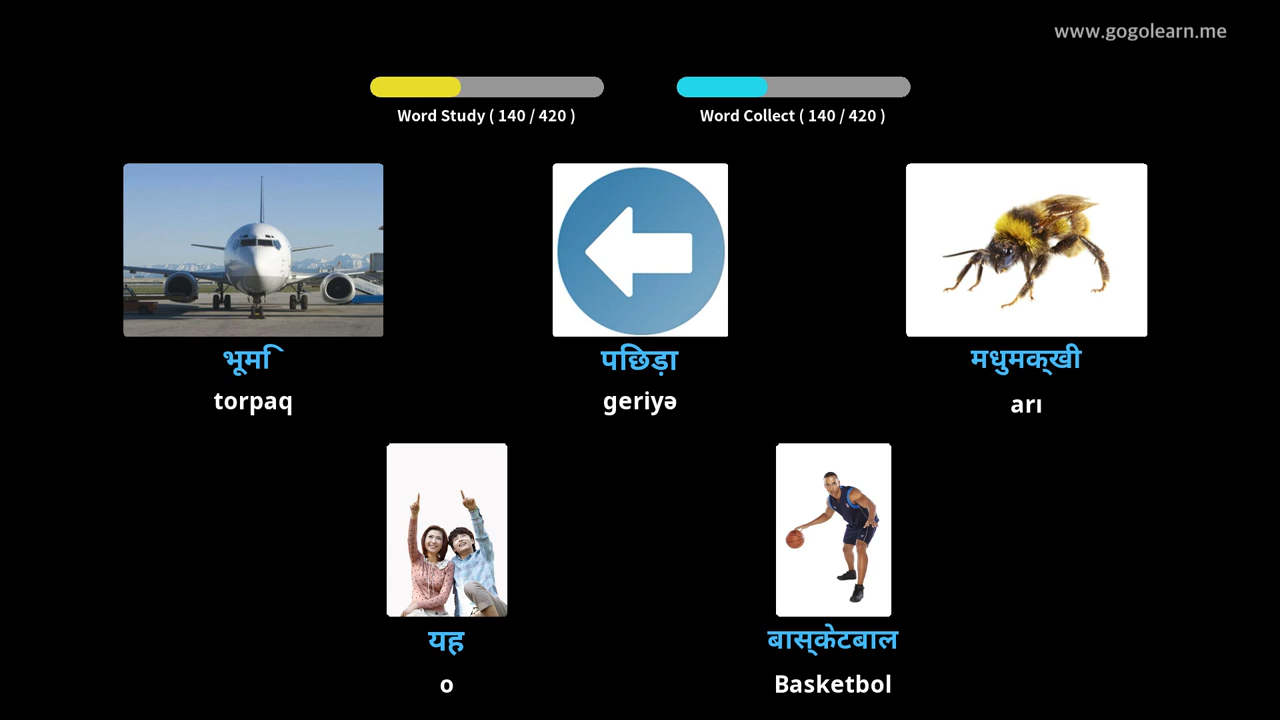 www.gogolearn.me
Word Study ( 140 / 420 )
Word Collect ( 140 / 420 )
भूमि
torpaq
पछिड़ा
geriyə
मधुमक्खी
arı
यह
o
बास्केटबाल
Basketbol